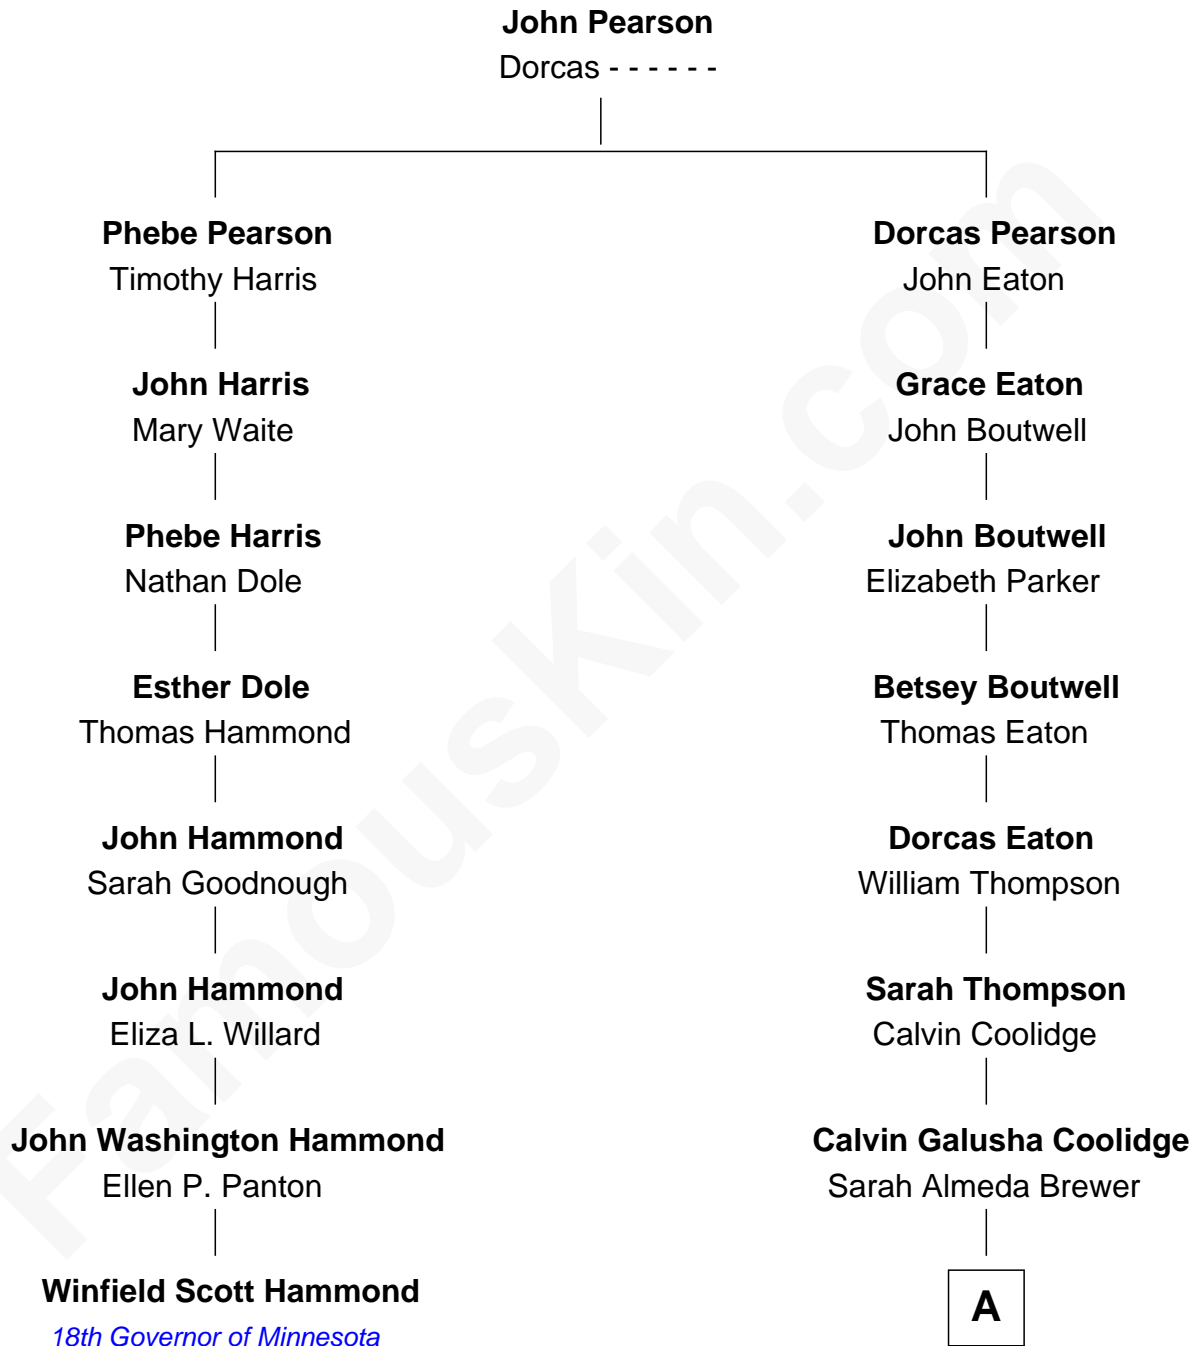 John Pearson
Dorcas - - - - - -
Phebe Pearson
Timothy Harris
Dorcas Pearson
John Eaton
John Harris
Mary Waite
Grace Eaton
John Boutwell
Phebe Harris
Nathan Dole
John Boutwell
Elizabeth Parker
Esther Dole
Thomas Hammond
Betsey Boutwell
Thomas Eaton
John Hammond
Sarah Goodnough
Dorcas Eaton
William Thompson
John Hammond
Eliza L. Willard
Sarah Thompson
Calvin Coolidge
John Washington Hammond
Ellen P. Panton
Calvin Galusha Coolidge
Sarah Almeda Brewer
Winfield Scott Hammond
18th Governor of Minnesota
A
FamousKin.com